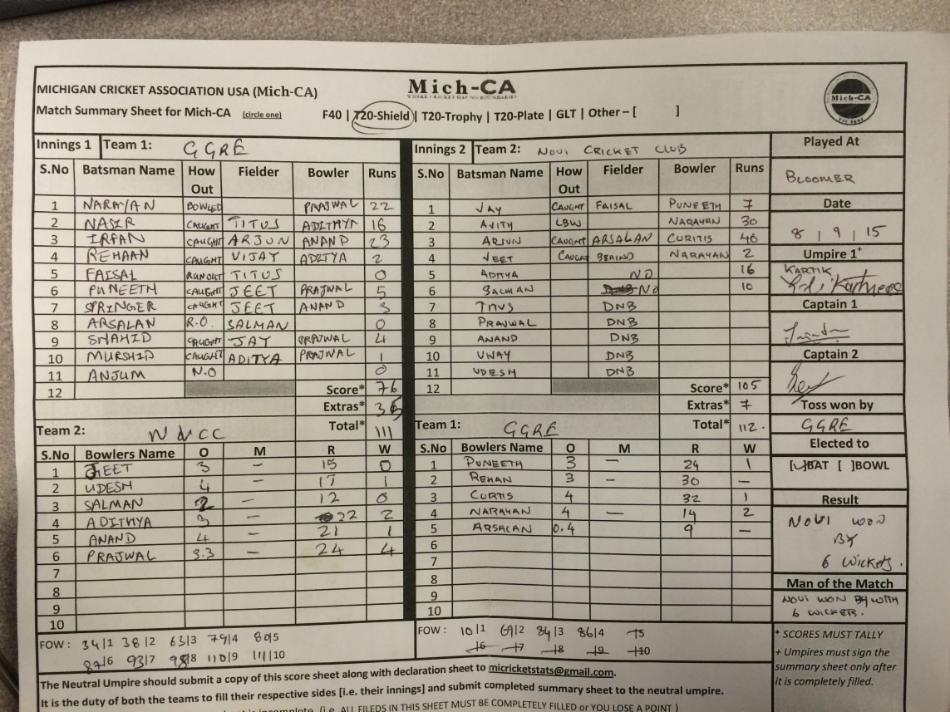 MICHIGAN CRICKET ASSOCIATION USA (Mich-CA)
Mich-CA
Mich-CA
Match Summary Sheet for Mich-CA (circle one) F40 | T20-Shield | T20-Trophy | T20-Plate | GLT | Other – [ ]
Innings 1 Team 1: GGRE
S.No Batsman Name How Out Fielder Bowler Runs
1 NARAYAN BOWLED PRAJWAL 22
2 NASIR CAUGHT TITUS ADITHYA 16
3 IRFAN CAUGHT ARJUN ANAND 23
4 REHAAN CAUGHT VIJAY ADITYA 2
5 FAISAL RUNOUT TITUS 0
6 PUNEETH CAUGHT JEET PRAJWAL 5
7 SPRINGER CAUGHT JEET ANAND 3
8 ARSALAN R.O. SALMAN 0
9 SHAHID CAUGHT JAY PRAJWAL 4
10 MURSHID CAUGHT ADITYA PRAJWAL 1
11 ANJUM N.O 0
12
Score* 76
Extras* 35
Total* 111
Team 2: NVCC
S.No Bowlers Name O M R W
1 JEET 3 – 15 0
2 UDESH 4 – 17 1
3 SALMAN 2 – 12 0
4 ADITHYA 3 – 22 2
5 ANAND 4 – 21 1
6 PRAJWAL 3.3 – 24 4
7
8
9
10
FOW : 34/1 38/2 63/3 79/4 80/5
87/6 93/7 98/8 110/9 111/10
Innings 2 Team 2: NOVI CRICKET CLUB
S.No Batsman Name How Out Fielder Bowler Runs
1 JAY CAUGHT FAISAL PUNEETH 7
2 AVITH LBW NARAYAN 30
3 ARJUN CAUGHT ARSALAN CURITIS 40
4 JEET CAUGHT BEHIND NARAYAN 2
5 ADITYA NO 16
6 SALMAN NO 10
7 TITUS DNB
8 PRAJWAL DNB
9 ANAND DNB
10 VIJAY DNB
11 UDESH DNB
12
Score* 105
Extras* 7
Total* 112.
Team 1: GGRE
S.No Bowlers Name O M R W
1 PUNEETH 3 – 24 1
2 REHAN 3 – 30 –
3 CURTIS 4 32 1
4 NARAYAN 4 – 14 2
5 ARSALAN 0.4 9 –
6
7
8
9
10
FOW : 10/1 69/2 84/3 86/4 –/5
–/6 –/7 –/8 –/9 –/10
Played At
BLOOMER
Date
8 | 9 | 15
Umpire 1+
KARTIK
Captain 1
Captain 2
Toss won by
GGRE
Elected to
[✓]BAT [ ]BOWL
Result
NOVI WON
BY
6 WICKETS.
Man of the Match
NOVI WON BY WITH
6 WICKETS.
* SCORES MUST TALLY
+ Umpires must sign the
summary sheet only after
it is completely filled.
The Neutral Umpire should submit a copy of this score sheet along with declaration sheet to micricketstats@gmail.com.
It is the duty of both the teams to fill their respective sides [i.e. their innings] and submit completed summary sheet to the neutral umpire.
incomplete (i.e. ALL FILEDS IN THIS SHEET MUST BE COMPLETELY FILLED or YOU LOSE A POINT )